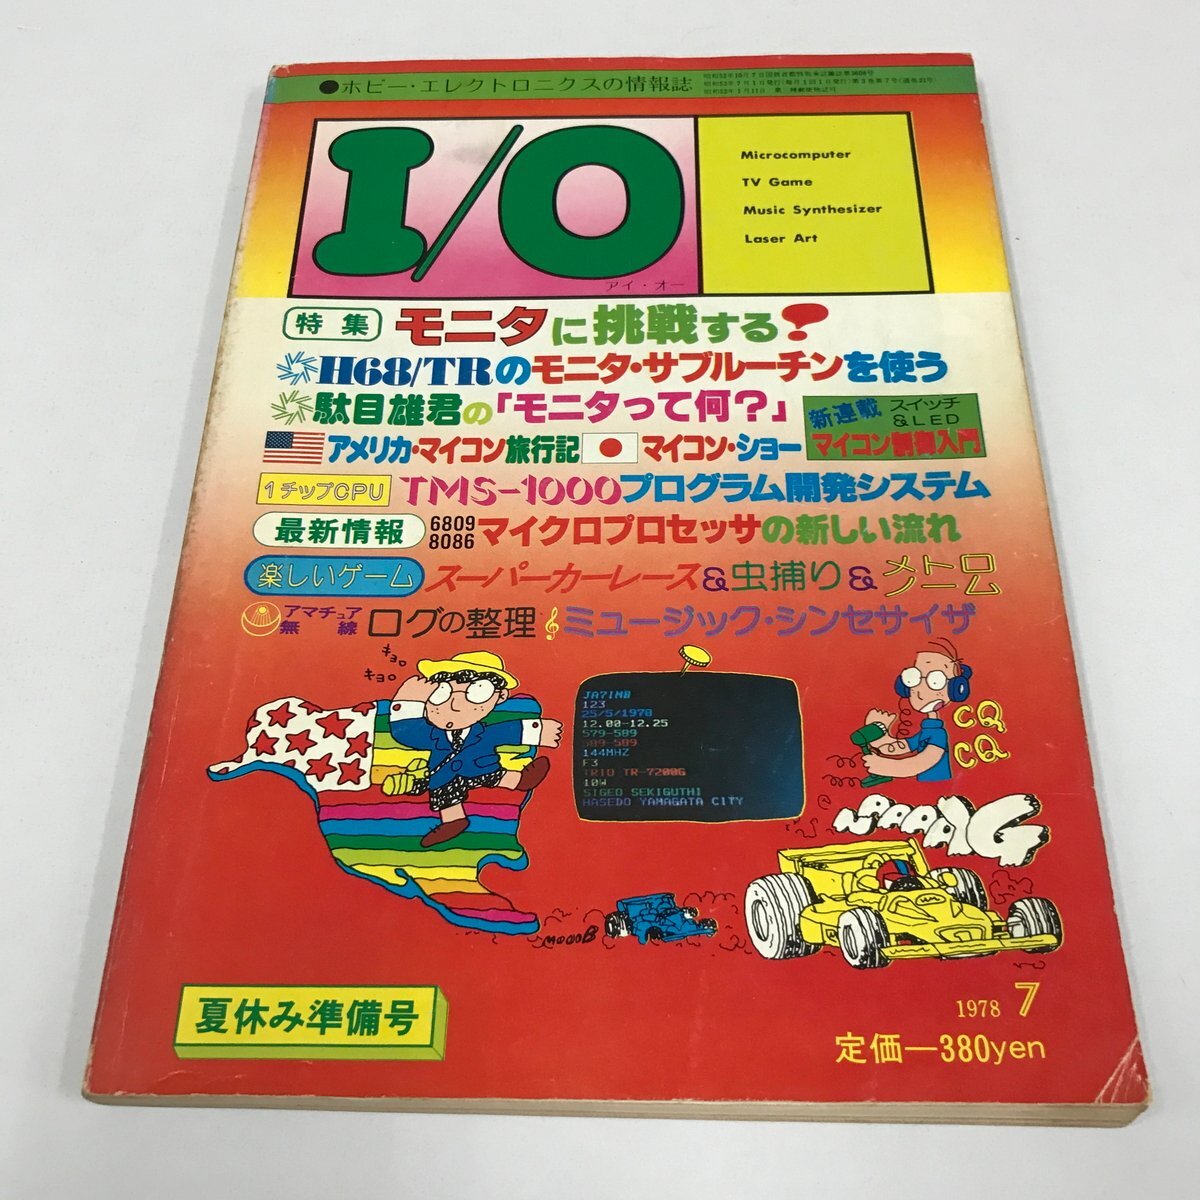 ●ホビー・エレクトロニクスの情報誌
I/O
アイ・オー
Microcomputer
TV Game
Music Synthesizer
Laser Art
特集 モニタに挑戦する?
H68/TRのモニタ・サブルーチンを使う
駄目雄君の「モニタって何?」
新連載 スイッチ&LED
マイコン制御入門
アメリカ・マイコン旅行記 マイコン・ショー
1チップCPU TMS-1000プログラム開発システム
最新情報 6809 8086 マイクロプロセッサの新しい流れ
楽しいゲーム スーパーカーレース&虫捕り&メトロノーム
アマチュア無線 ログの整理 ミュージック・シンセサイザ
キョロ
キョロ
JA7IMB
123
25/5/1978
12.00-12.25
579-589
589-589
144MHZ
F3
TRIO TR-7200G
10W
SIGEO SEKIGUTHI
HASEDO YAMAGATA CITY
CQ
CQ
夏休み準備号
1978 7
定価—380yen